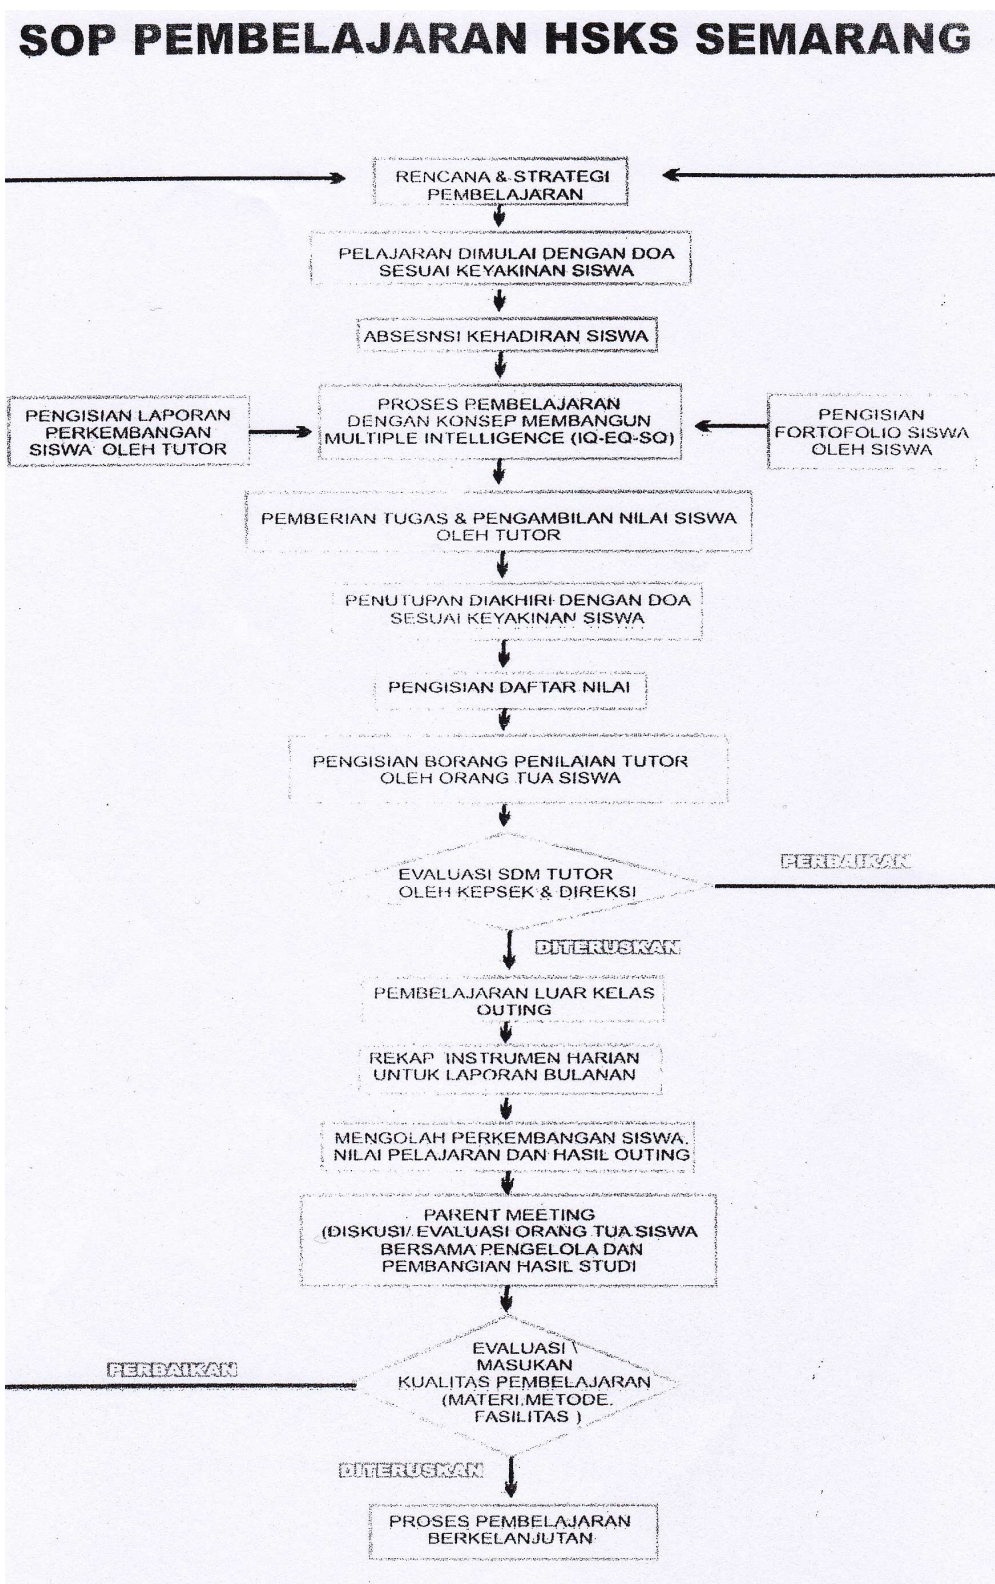 SOP PEMBELAJARAN HSKS SEMARANG
RENCANA & STRATEGI
PEMBELAJARAN
PELAJARAN DIMULAI DENGAN DOA
SESUAI KEYAKINAN SISWA
ABSESNSI KEHADIRAN SISWA
PENGISIAN LAPORAN
PERKEMBANGAN
SISWA OLEH TUTOR
PROSES PEMBELAJARAN
DENGAN KONSEP MEMBANGUN
MULTIPLE INTELLIGENCE (IQ-EQ-SQ)
PENGISIAN
FORTOFOLIO SISWA
OLEH SISWA
PEMBERIAN TUGAS & PENGAMBILAN NILAI SISWA
OLEH TUTOR
PENUTUPAN DIAKHIRI DENGAN DOA
SESUAI KEYAKINAN SISWA
PENGISIAN DAFTAR NILAI
PENGISIAN BORANG PENILAIAN TUTOR
OLEH ORANG TUA SISWA
EVALUASI SDM TUTOR
OLEH KEPSEK & DIREKSI
PERBAIKAN
DITERUSKAN
PEMBELAJARAN LUAR KELAS
OUTING
REKAP INSTRUMEN HARIAN
UNTUK LAPORAN BULANAN
MENGOLAH PERKEMBANGAN SISWA.
NILAI PELAJARAN DAN HASIL OUTING
PARENT MEETING
(DISKUSI/ EVALUASI ORANG TUA SISWA
BERSAMA PENGELOLA DAN
PEMBANGIAN HASIL STUDI
EVALUASI \
MASUKAN
KUALITAS PEMBELAJARAN
(MATERI.METODE.
FASILITAS )
PERBAIKAN
DITERUSKAN
PROSES PEMBELAJARAN
BERKELANJUTAN